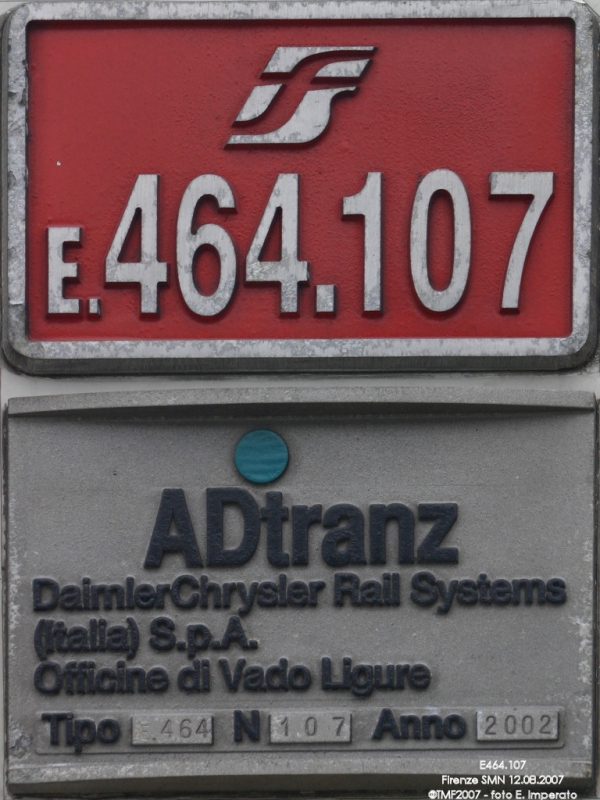 E.464.107
ADtranz
DaimlerChrysler Rail Systems
(Italia) S.p.A.
Officine di Vado Ligure
Tipo E.464 N 107 Anno 2002
E464.107
Firenze SMN 12.08.2007
©TMF2007 - foto E. Imperato